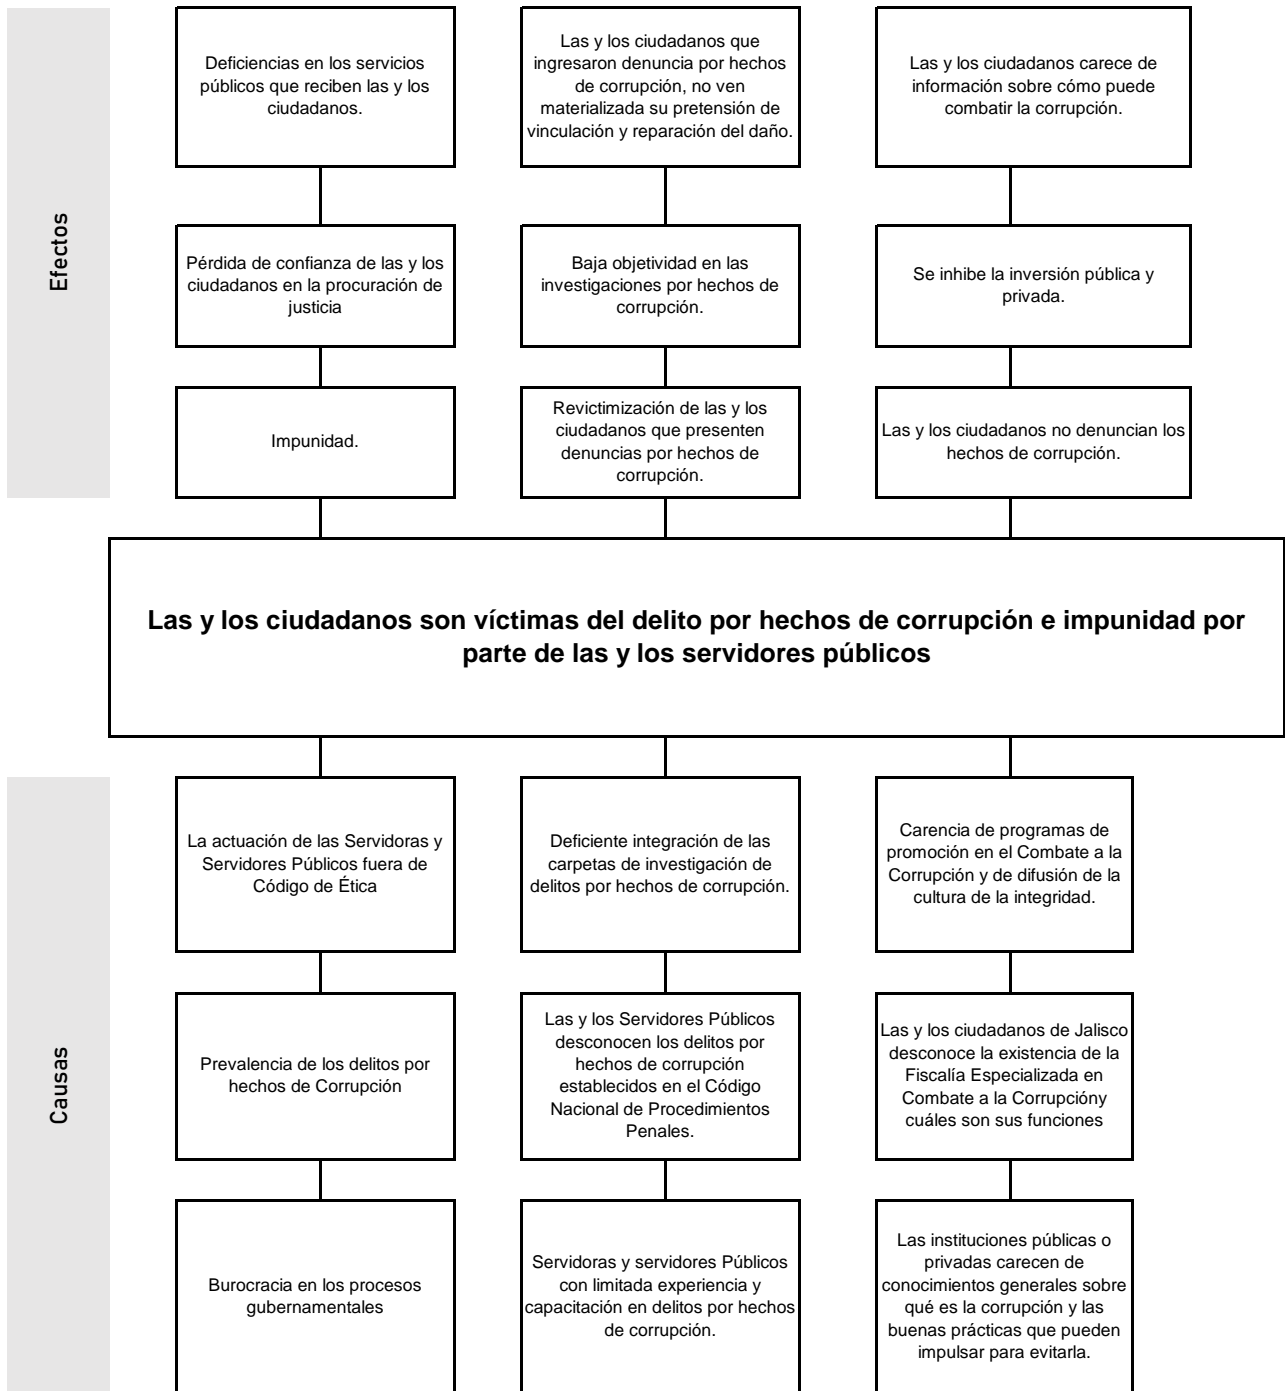 Efectos
Deficiencias en los servicios
públicos que reciben las y los
ciudadanos.
Las y los ciudadanos que
ingresaron denuncia por hechos
de corrupción, no ven
materializada su pretensión de
vinculación y reparación del daño.
Las y los ciudadanos carece de
información sobre cómo puede
combatir la corrupción.
Pérdida de confianza de las y los
ciudadanos en la procuración de
justicia
Baja objetividad en las
investigaciones por hechos de
corrupción.
Se inhibe la inversión pública y
privada.
Impunidad.
Revictimización de las y los
ciudadanos que presenten
denuncias por hechos de
corrupción.
Las y los ciudadanos no denuncian los
hechos de corrupción.
Las y los ciudadanos son víctimas del delito por hechos de corrupción e impunidad por
parte de las y los servidores públicos
Causas
La actuación de las Servidoras y
Servidores Públicos fuera de
Código de Ética
Deficiente integración de las
carpetas de investigación de
delitos por hechos de corrupción.
Carencia de programas de
promoción en el Combate a la
Corrupción y de difusión de la
cultura de la integridad.
Prevalencia de los delitos por
hechos de Corrupción
Las y los Servidores Públicos
desconocen los delitos por
hechos de corrupción
establecidos en el Código
Nacional de Procedimientos
Penales.
Las y los ciudadanos de Jalisco
desconoce la existencia de la
Fiscalía Especializada en
Combate a la Corrupcióny
cuáles son sus funciones
Burocracia en los procesos
gubernamentales
Servidoras y servidores Públicos
con limitada experiencia y
capacitación en delitos por hechos
de corrupción.
Las instituciones públicas o
privadas carecen de
conocimientos generales sobre
qué es la corrupción y las
buenas prácticas que pueden
impulsar para evitarla.